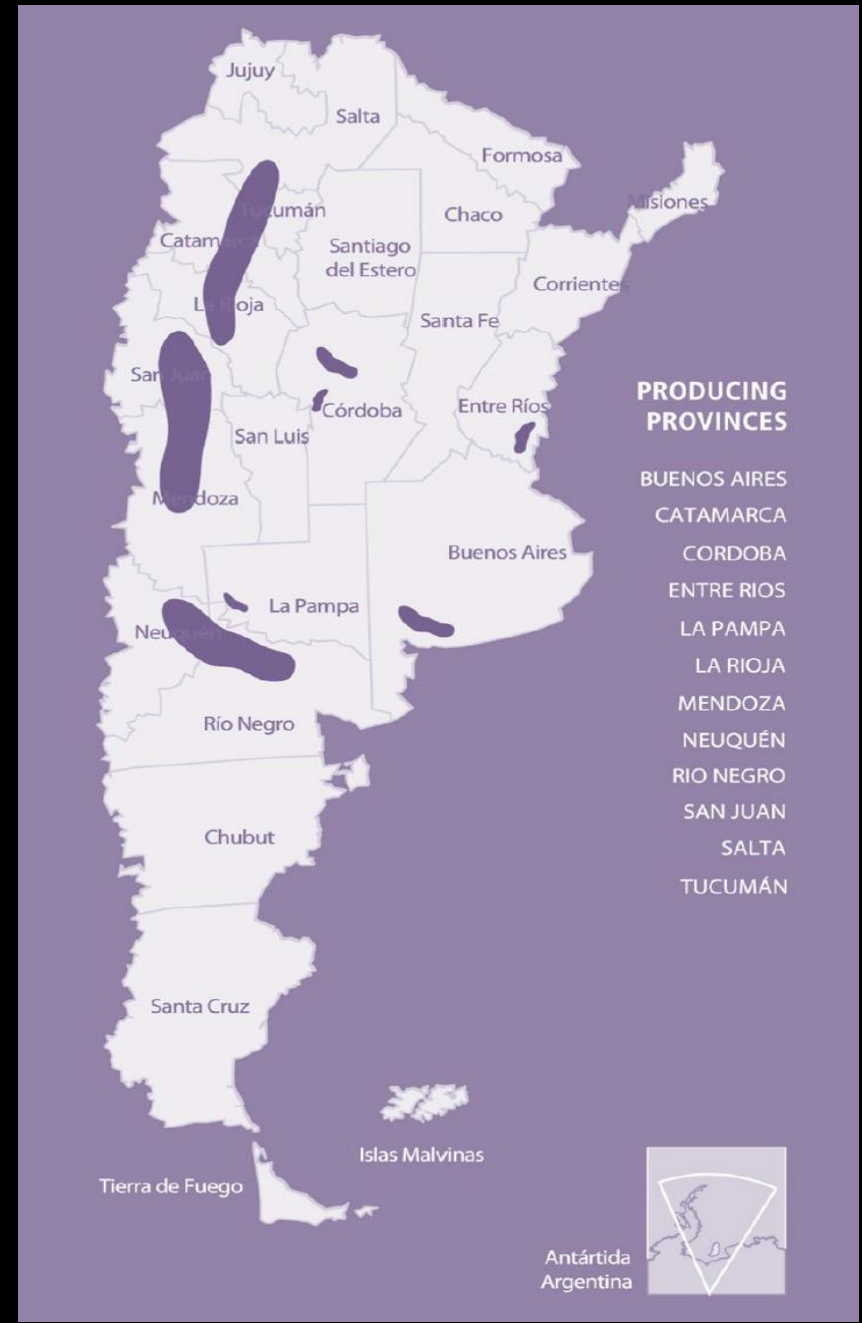 Jujuy
Salta
Formosa
Misiones
Tucumán
Chaco
Catamarca
Santiago
del Estero
Corrientes
La Rioja
Santa Fe
San Juan
Córdoba
Entre Ríos
San Luis
Mendoza
Buenos Aires
La Pampa
Neuquén
Río Negro
Chubut
Santa Cruz
Islas Malvinas
Tierra de Fuego
Antártida
Argentina
PRODUCING
PROVINCES
BUENOS AIRES
CATAMARCA
CORDOBA
ENTRE RIOS
LA PAMPA
LA RIOJA
MENDOZA
NEUQUÉN
RIO NEGRO
SAN JUAN
SALTA
TUCUMÁN